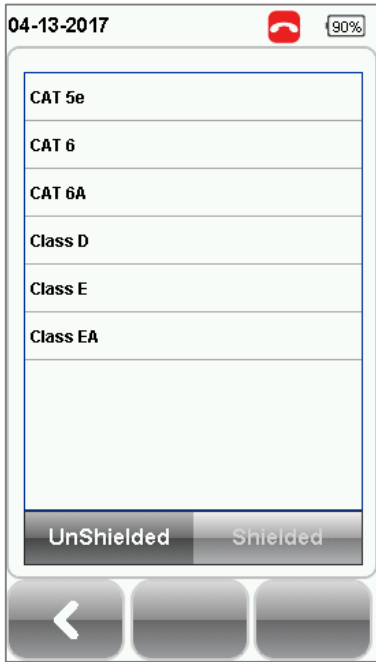 04-13-2017 90%
CAT 5e
CAT 6
CAT 6A
Class D
Class E
Class EA
UnShielded Shielded